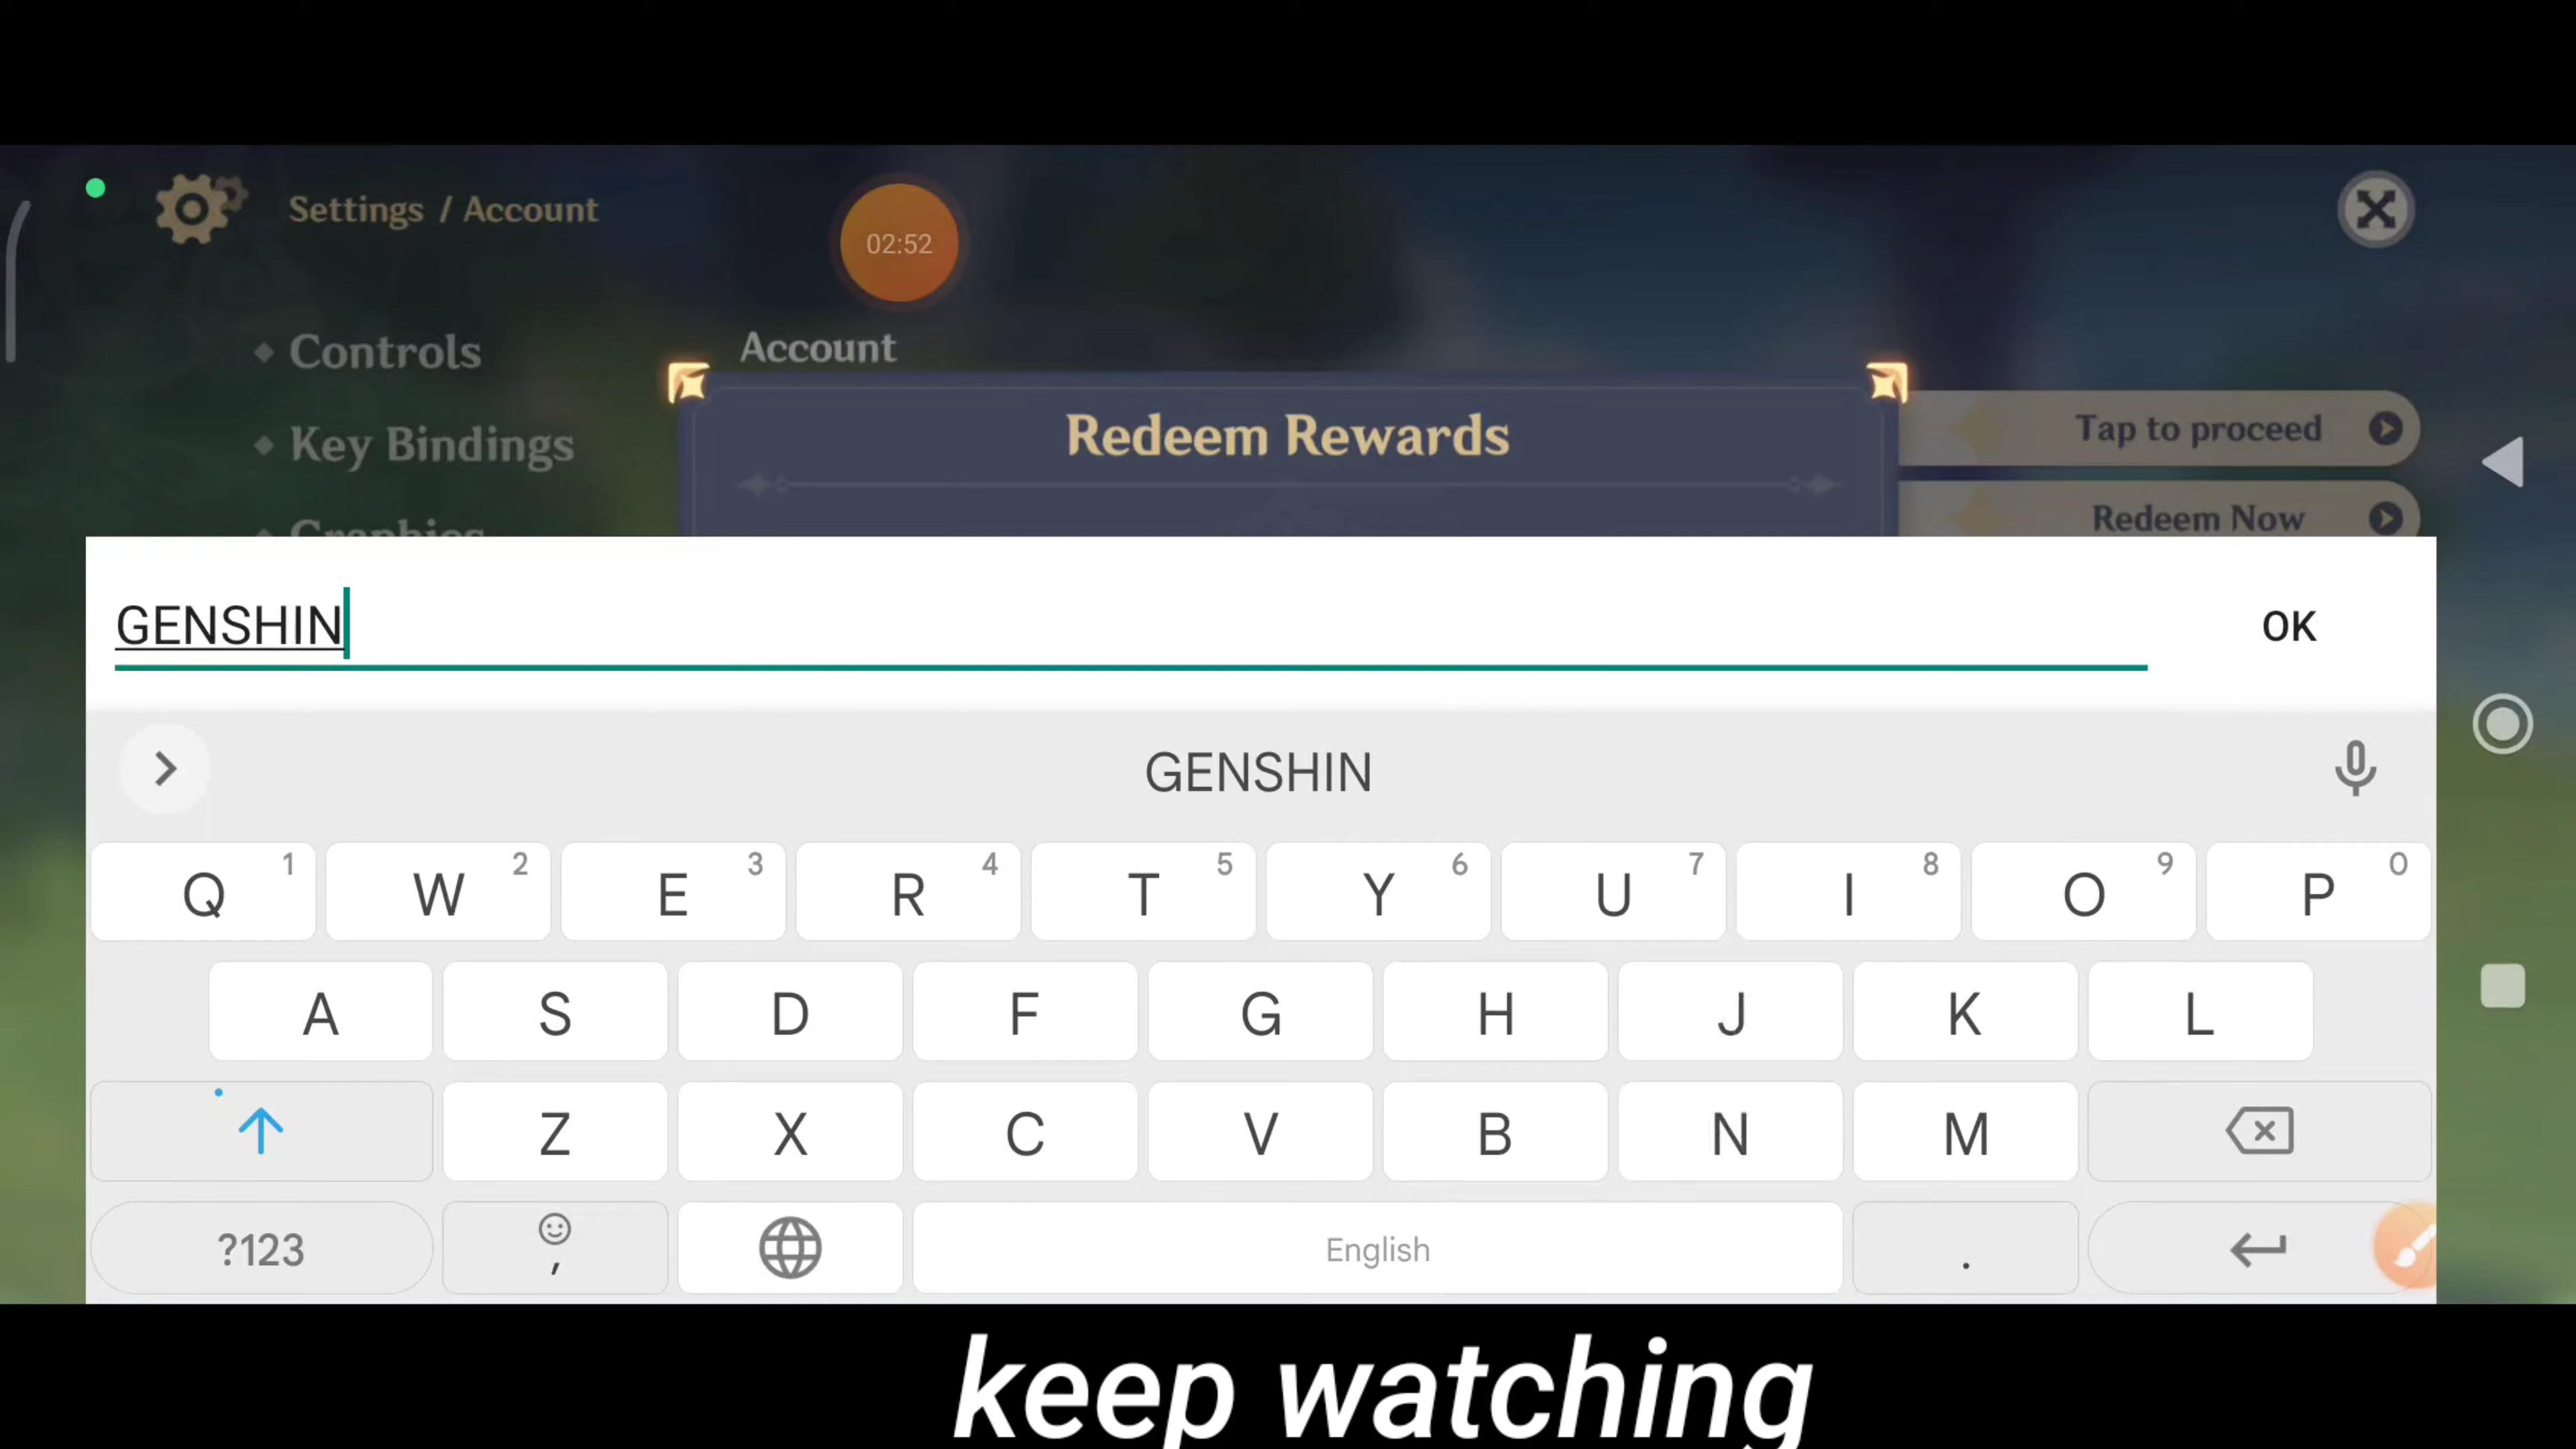 Settings / Account
02:52
Controls
Account
Key Bindings
Redeem Rewards
Tap to proceed
Graphics
Redeem Now
GENSHIN
OK
GENSHIN
Q 1 W 2 E 3 R 4 T 5 Y 6 U 7 I 8 O 9 P 0
A S D F G H J K L
Z X C V B N M
?123 , English .
keep watching